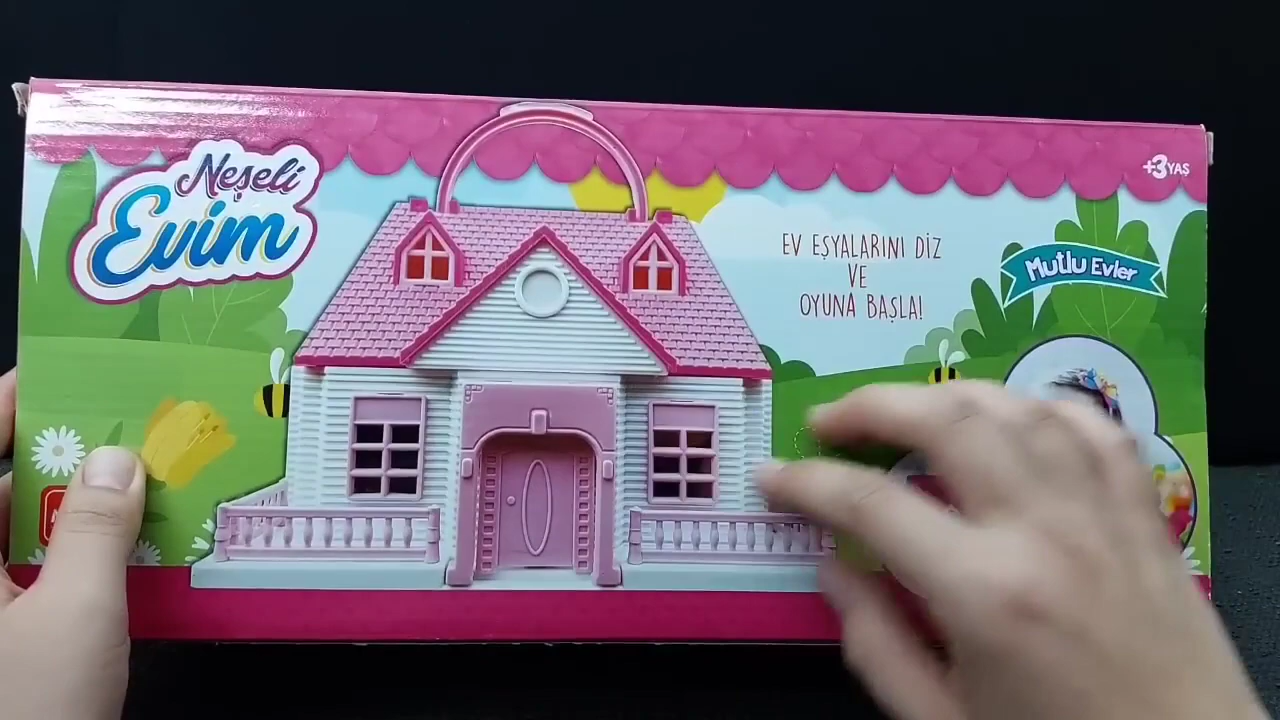 Neşeli
Evim
+3 YAŞ
EV EŞYALARINI DİZ
VE
OYUNA BAŞLA!
Mutlu Evler